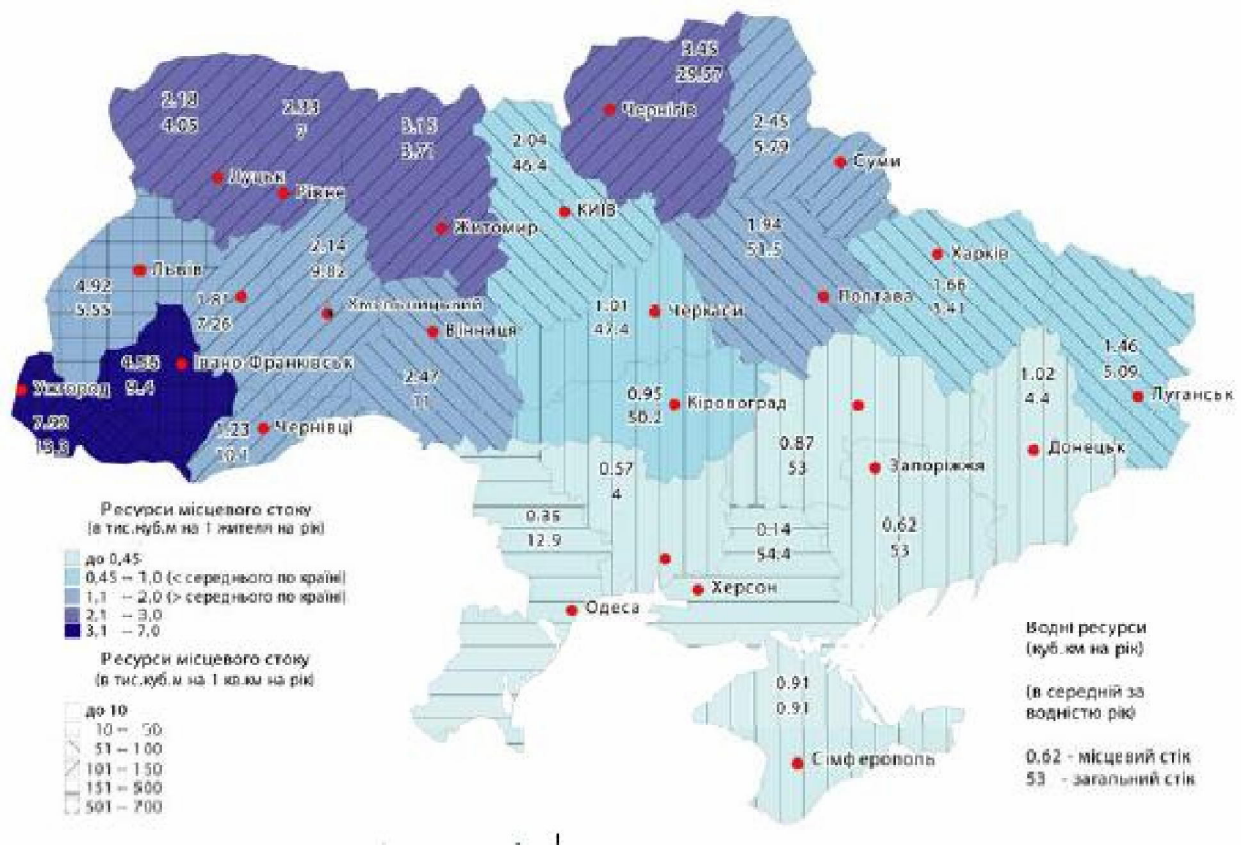 3.45
29.57
2.18
4.05
2.33
7
3.15
3.71
2.04
46.4
2.45
5.79
Чернігів
Суми
Луцьк
Рівне
Житомир
КИЇВ
1.94
51.5
2.14
9.82
Львів
4.92
5.53
1.81
7.26
Хмельницький
Вінниця
1.01
47.4
Черкаси
Полтава
Харків
1.66
3.41
Ужгород
7.92
13.3
4.55
9.4
Івано-Франківськ
2.47
11
1.23
10.1
Чернівці
0.95
50.2
Кіровоград
1.02
4.4
1.46
5.09
Луганськ
0.87
53
Запоріжжя
Донецьк
0.57
4
0.35
12.9
0.14
54.4
0.62
53
Херсон
Одеса
0.91
0.91
Сімферополь
Ресурси місцевого стоку
(в тис.куб.м на 1 жителя на рік)
до 0,45
0,45 – 1,0 (< середнього по країні)
1,1 – 2,0 (> середнього по країні)
2,1 – 3,0
3,1 – 7,0
Ресурси місцевого стоку
(в тис.куб.м на 1 кв.км на рік)
до 10
10 – 50
51 – 100
101 – 150
151 – 500
501 – 700
Водні ресурси
(куб.км на рік)
(в середній за
водністю рік)
0.62 - місцевий стік
53 - загальний стік